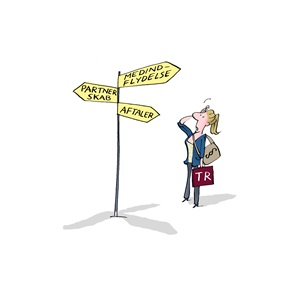 MEDIND-
FLYDELSE
PARTNER
SKAB
AFTALER
§
TR